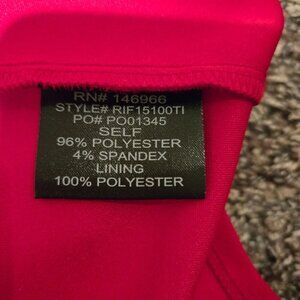 RN# 146966
STYLE# RIF15100TI
PO# PO01345
SELF
96% POLYESTER
4% SPANDEX
LINING
100% POLYESTER